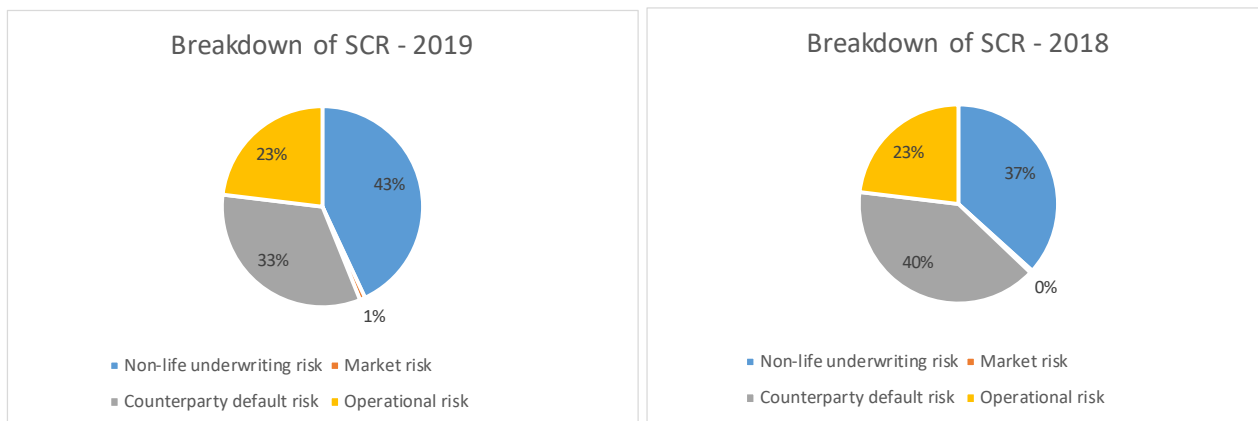 Breakdown of SCR - 2019
23%
43%
33%
1%
Non-life underwriting risk
Market risk
Counterparty default risk
Operational risk
Breakdown of SCR - 2018
23%
37%
40%
0%
Non-life underwriting risk
Market risk
Counterparty default risk
Operational risk